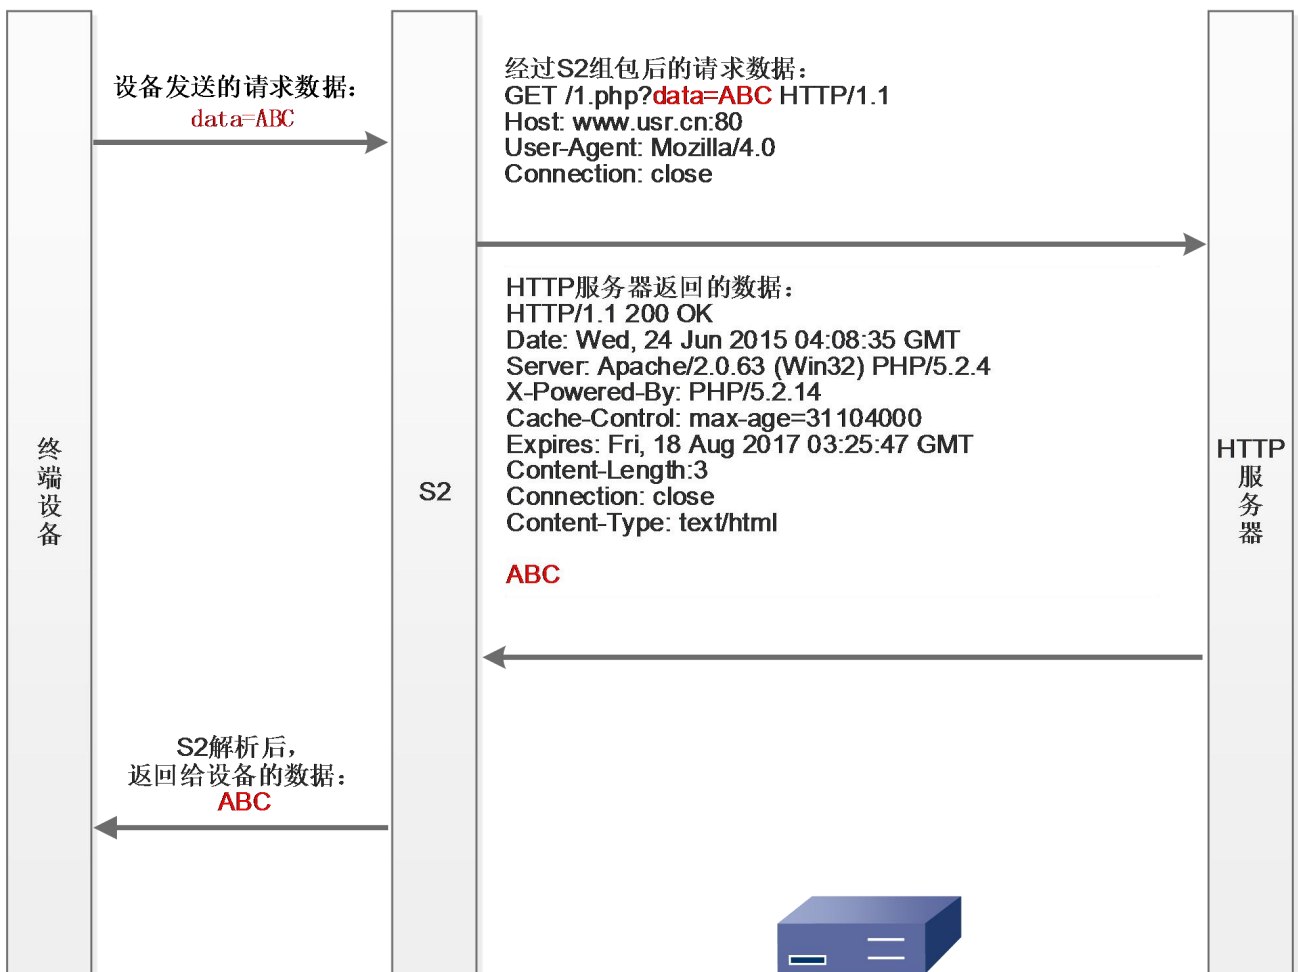 设备发送的请求数据：
data=ABC
经过S2组包后的请求数据：
GET /1.php?data=ABC HTTP/1.1
Host: www.usr.cn:80
User-Agent: Mozilla/4.0
Connection: close
HTTP服务器返回的数据：
HTTP/1.1 200 OK
Date: Wed, 24 Jun 2015 04:08:35 GMT
Server: Apache/2.0.63 (Win32) PHP/5.2.4
X-Powered-By: PHP/5.2.14
Cache-Control: max-age=31104000
Expires: Fri, 18 Aug 2017 03:25:47 GMT
Content-Length:3
Connection: close
Content-Type: text/html
ABC
终端设备
S2
HTTP
服务器
S2解析后，
返回给设备的数据：
ABC